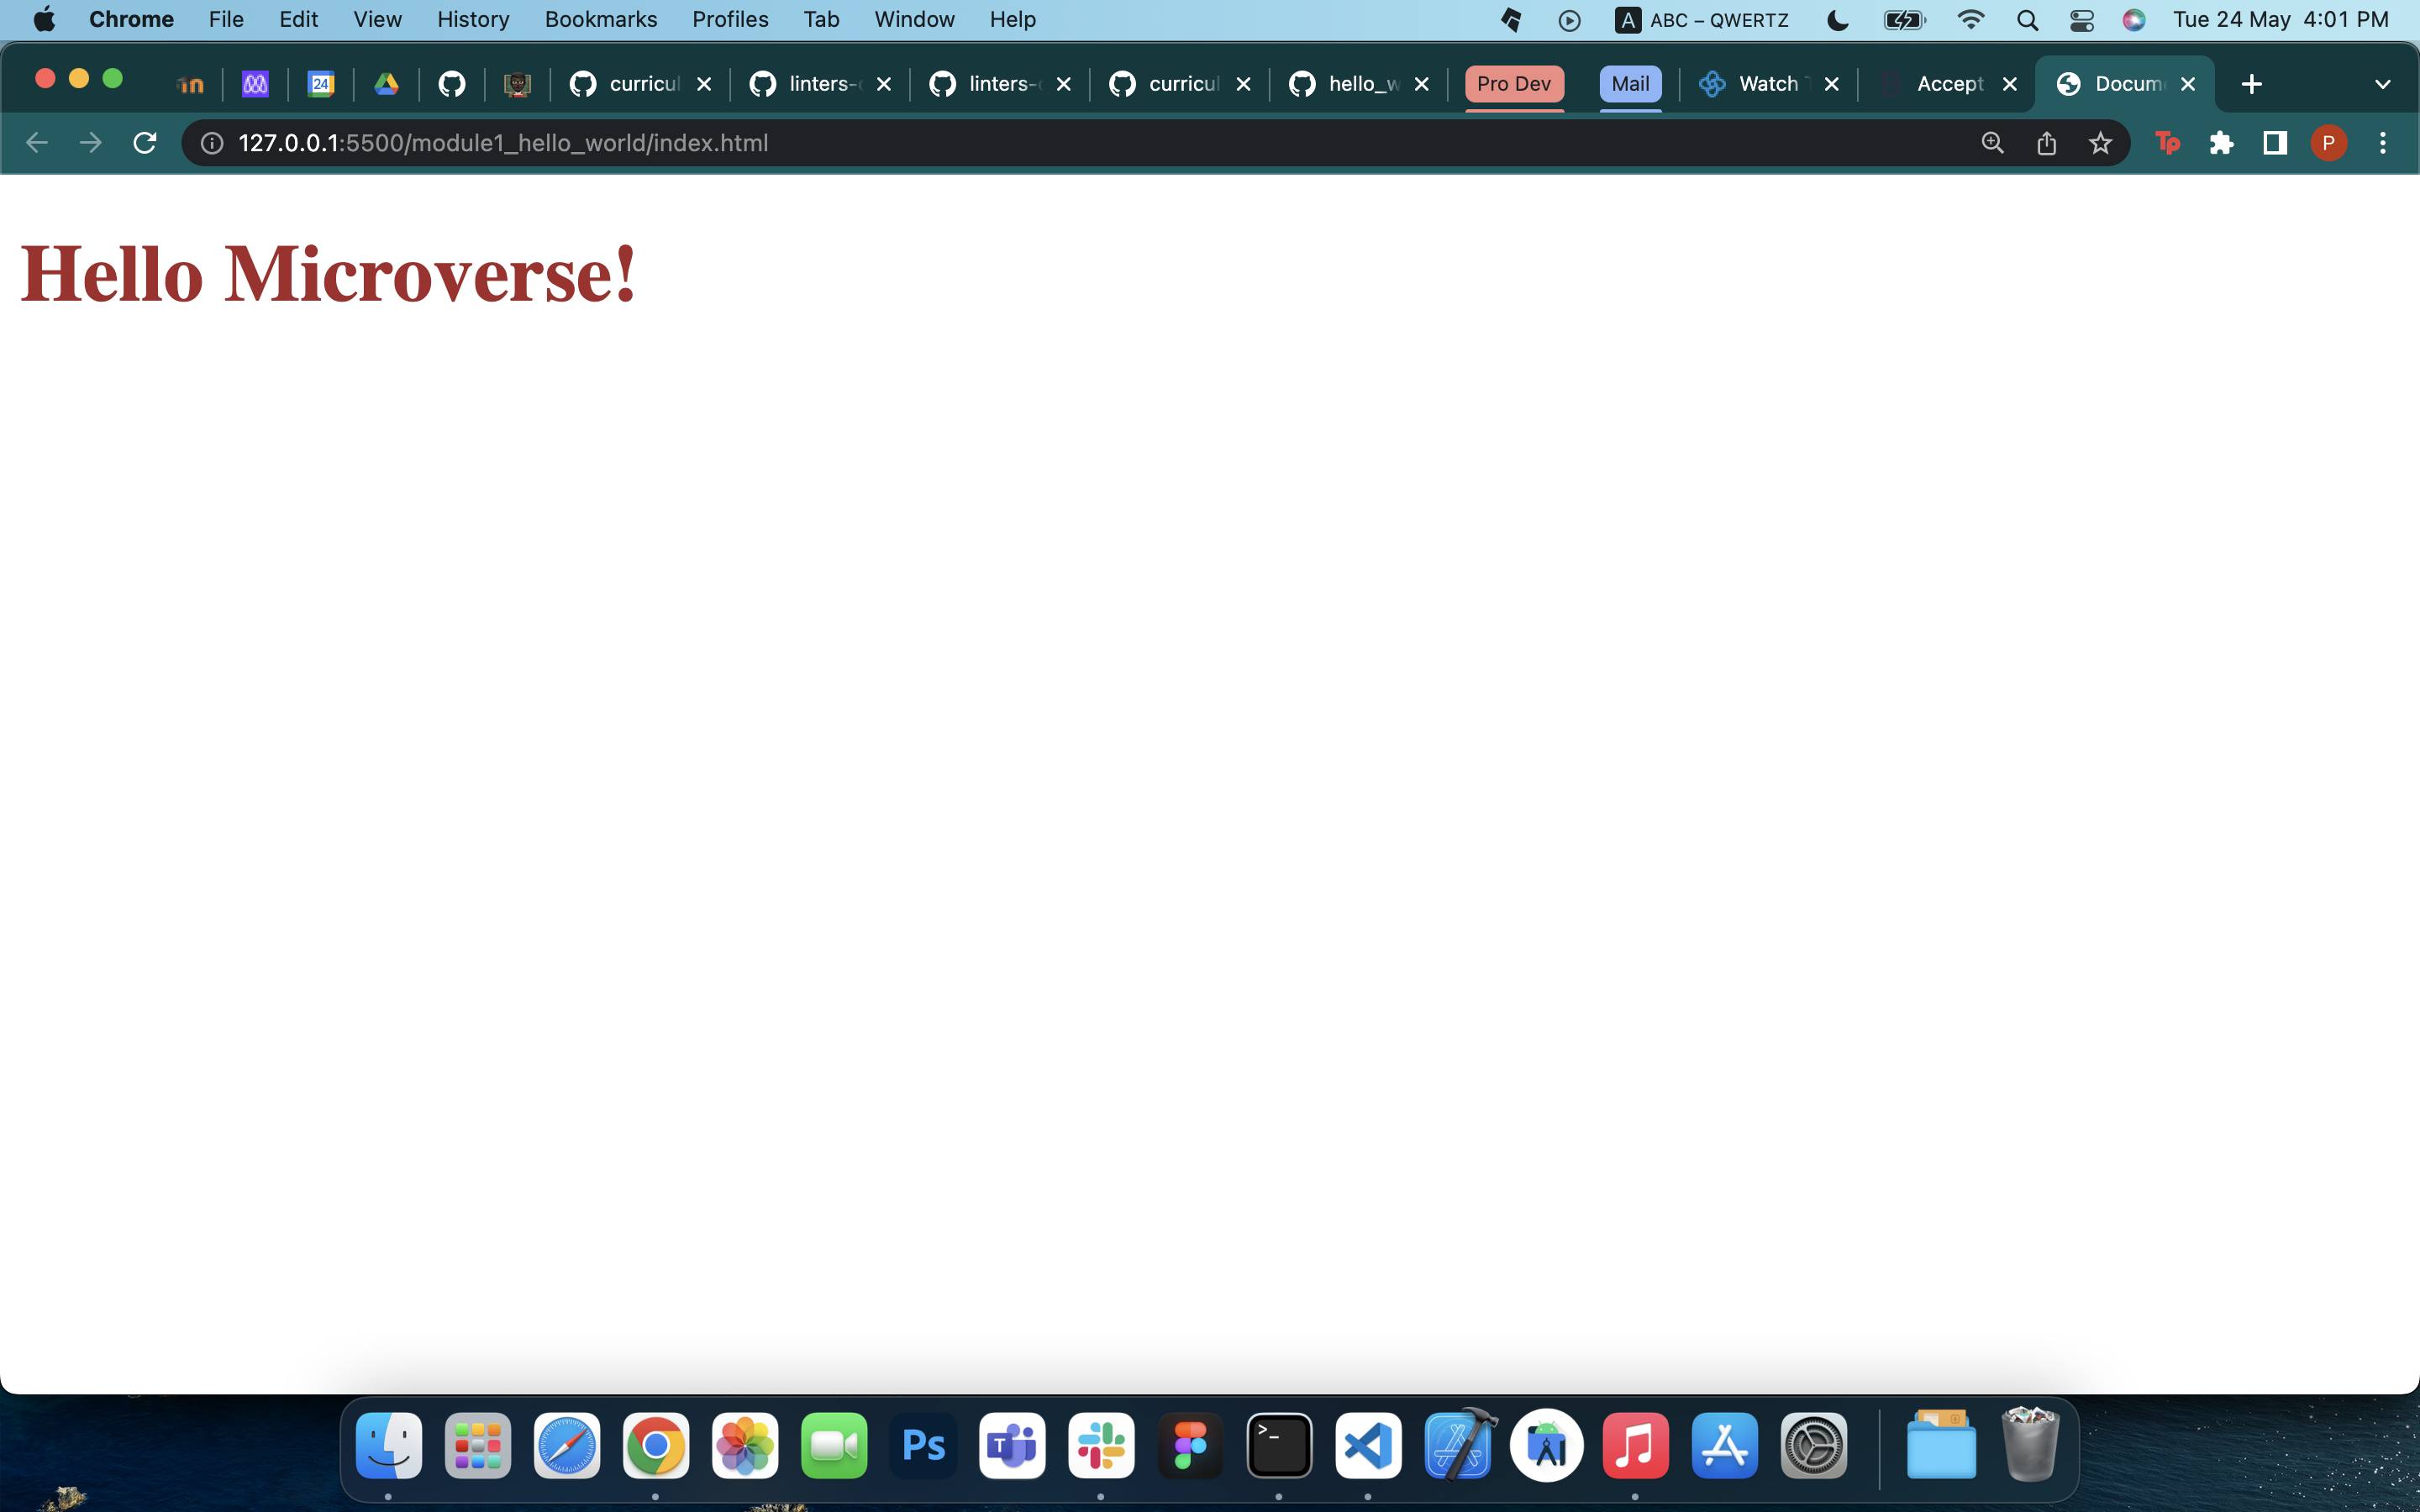 Chrome File Edit View History Bookmarks Profiles Tab Window Help A ABC – QWERTZ Tue 24 May 4:01 PM
24 curricul linters- linters- curricul hello_w Pro Dev Mail Watch Accept Docum
127.0.0.1:5500/module1_hello_world/index.html Tp P
Hello Microverse!
Ps T >_